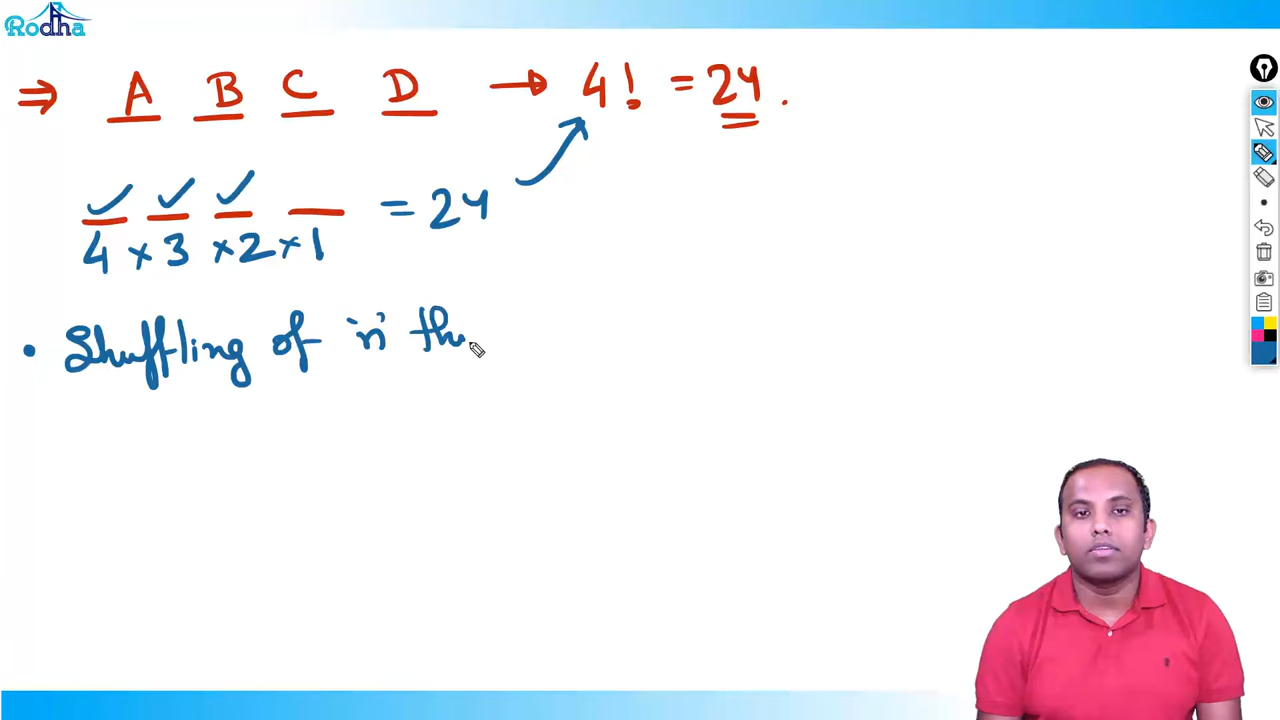 Rodha
⇒ A B C D → 4! = 24.
4 × 3 × 2 × 1 = 24
• Shuffling of 'n' th